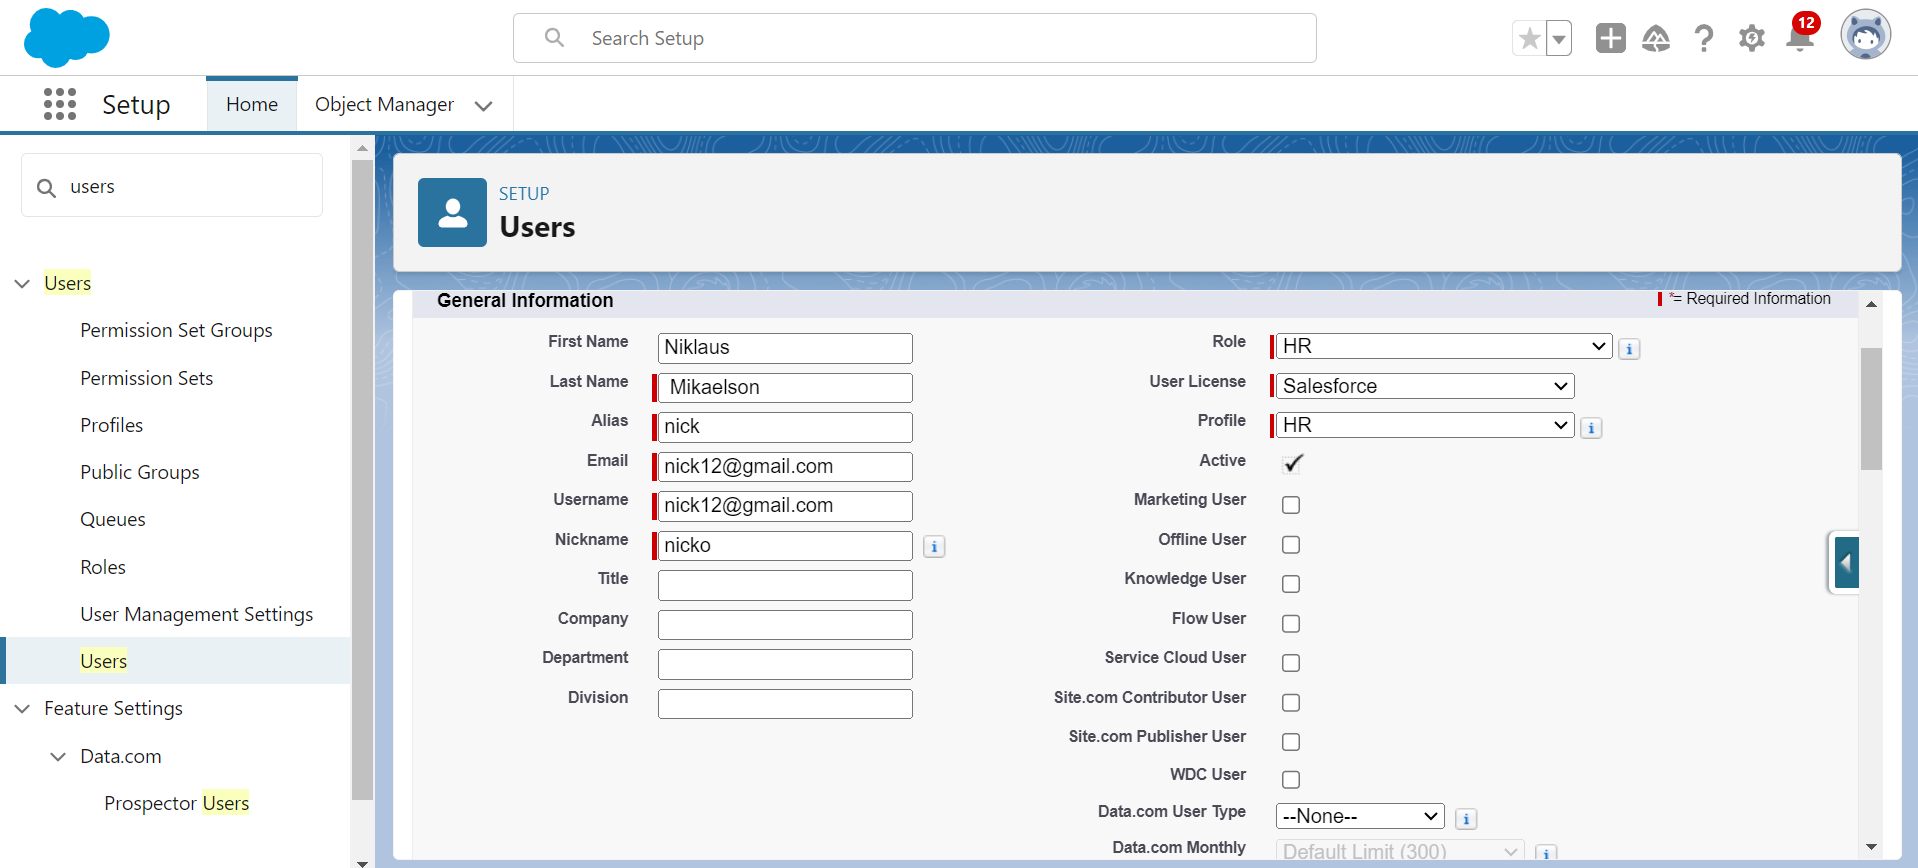 Search Setup
12
Setup
Home
Object Manager
users
Users
Permission Set Groups
Permission Sets
Profiles
Public Groups
Queues
Roles
User Management Settings
Users
Feature Settings
Data.com
Prospector Users
SETUP
Users
General Information
*= Required Information
First Name Niklaus
Last Name Mikaelson
Alias nick
Email nick12@gmail.com
Username nick12@gmail.com
Nickname nicko
Title
Company
Department
Division
Role HR
User License Salesforce
Profile HR
Active
Marketing User
Offline User
Knowledge User
Flow User
Service Cloud User
Site.com Contributor User
Site.com Publisher User
WDC User
Data.com User Type --None--
Data.com Monthly Default Limit (300)